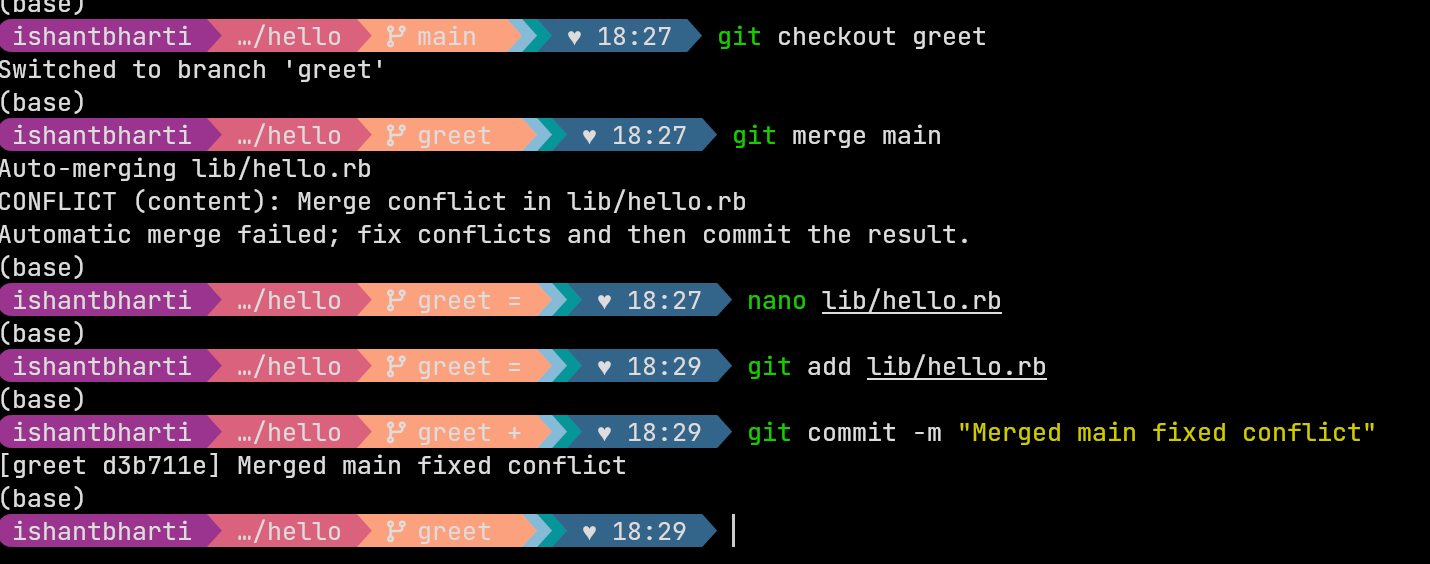 (base)
ishantbharti …/hello main ♥ 18:27 git checkout greet
Switched to branch 'greet'
(base)
ishantbharti …/hello greet ♥ 18:27 git merge main
Auto-merging lib/hello.rb
CONFLICT (content): Merge conflict in lib/hello.rb
Automatic merge failed; fix conflicts and then commit the result.
(base)
ishantbharti …/hello greet = ♥ 18:27 nano lib/hello.rb
(base)
ishantbharti …/hello greet = ♥ 18:29 git add lib/hello.rb
(base)
ishantbharti …/hello greet + ♥ 18:29 git commit -m "Merged main fixed conflict"
[greet d3b711e] Merged main fixed conflict
(base)
ishantbharti …/hello greet ♥ 18:29